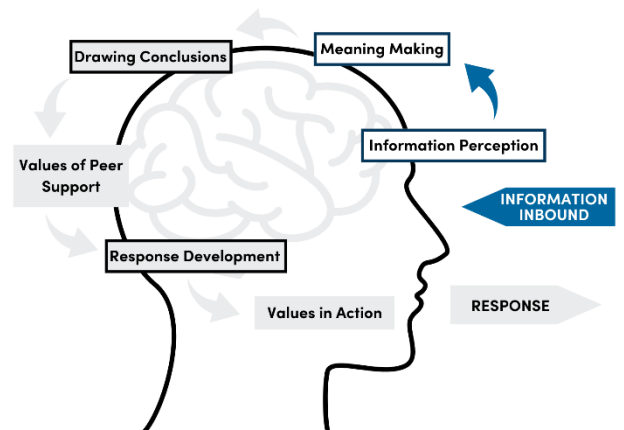 Drawing Conclusions
Meaning Making
Information Perception
Values of Peer
Support
INFORMATION
INBOUND
Response Development
Values in Action
RESPONSE